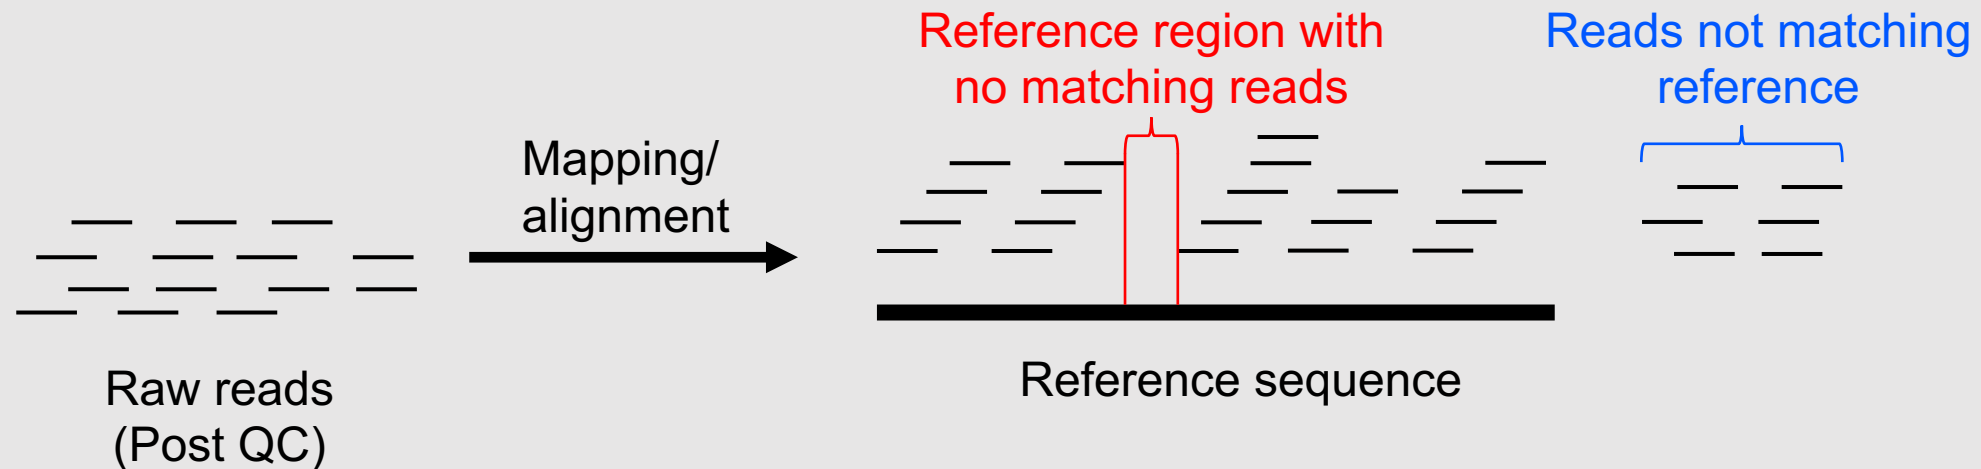 Reference region with
no matching reads
Reads not matching
reference
Mapping/
alignment
Raw reads
(Post QC)
Reference sequence